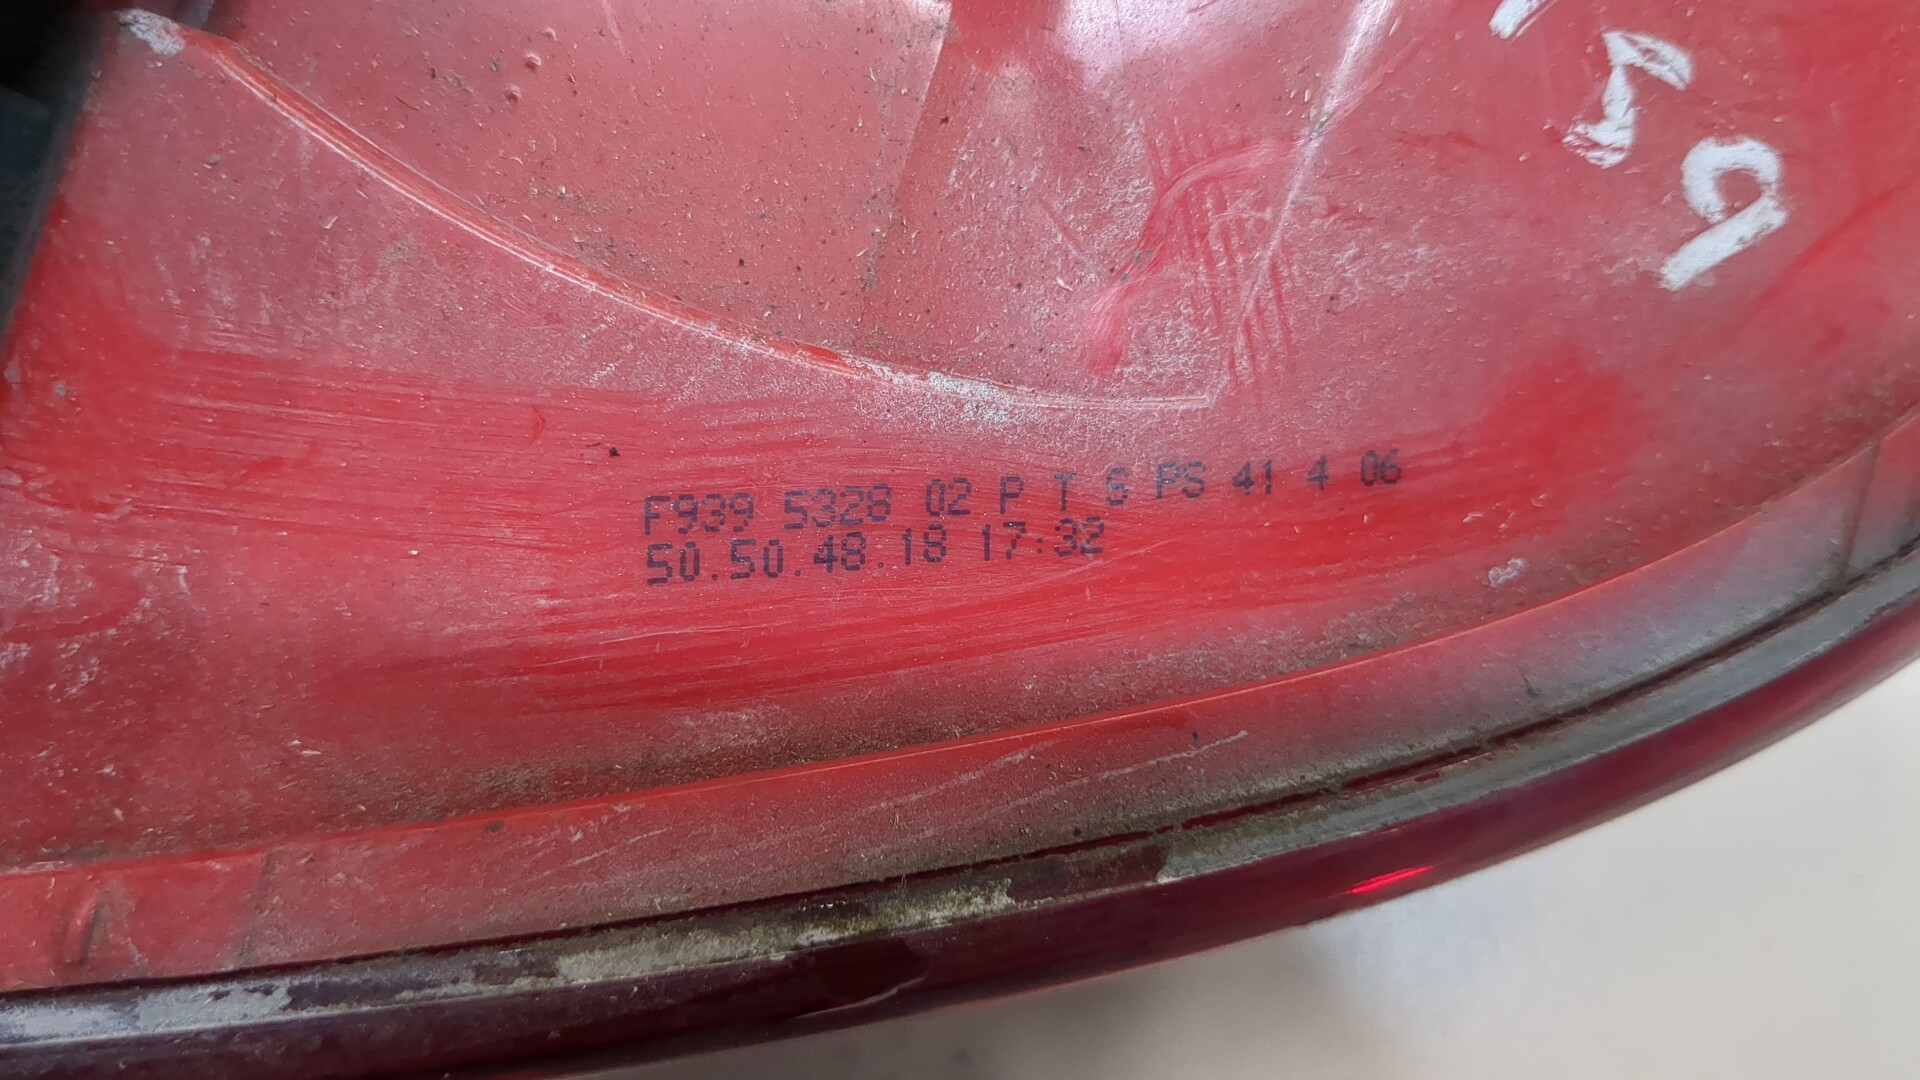 F939 5328 02 P T S PS 41 4 06
50.50.48.18 17:32